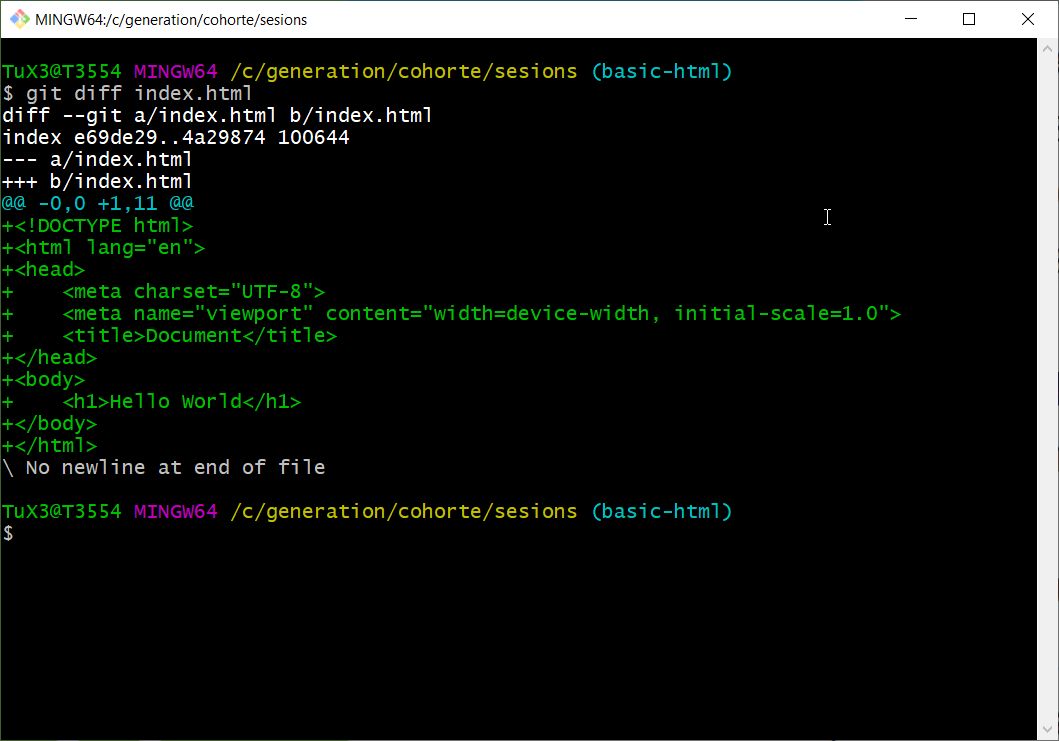 MINGW64:/c/generation/cohorte/sesions
TuX3@T3554 MINGW64 /c/generation/cohorte/sesions (basic-html)
$ git diff index.html
diff --git a/index.html b/index.html
index e69de29..4a29874 100644
--- a/index.html
+++ b/index.html
@@ -0,0 +1,11 @@
+<!DOCTYPE html>
+<html lang="en">
+<head>
+    <meta charset="UTF-8">
+    <meta name="viewport" content="width=device-width, initial-scale=1.0">
+    <title>Document</title>
+</head>
+<body>
+    <h1>Hello World</h1>
+</body>
+</html>
\ No newline at end of file
TuX3@T3554 MINGW64 /c/generation/cohorte/sesions (basic-html)
$